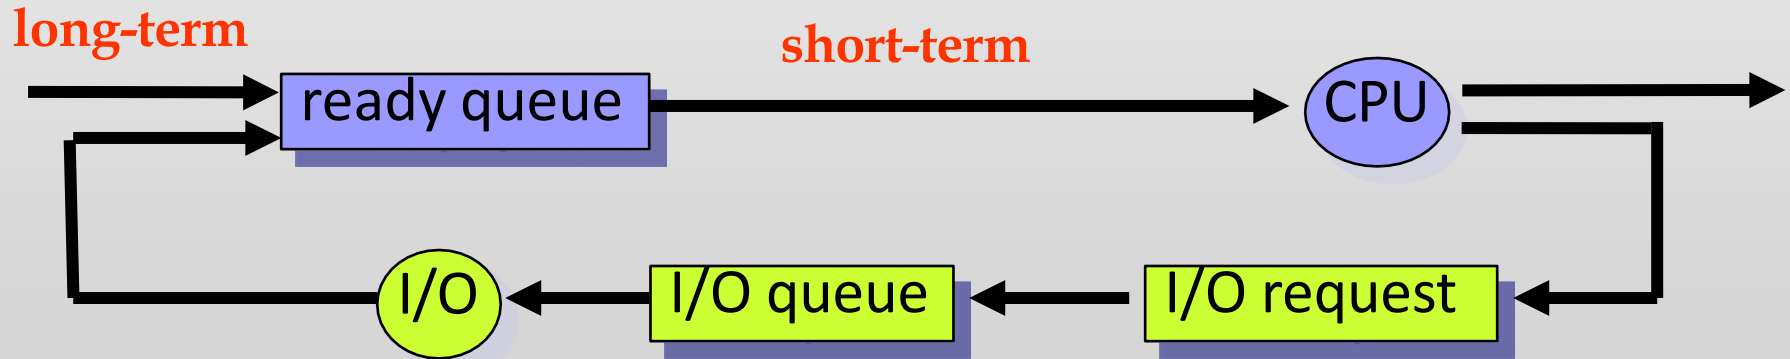 long-term
short-term
ready queue
CPU
I/O
I/O queue
I/O request